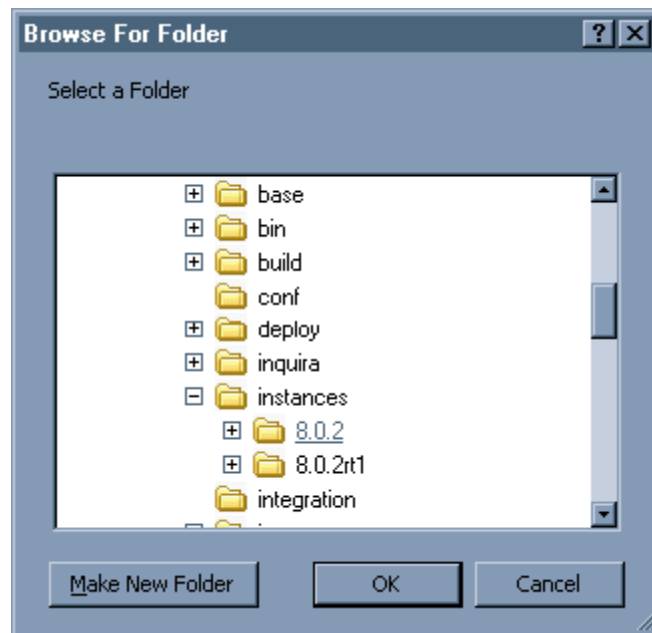 Browse For Folder
Select a Folder
base
bin
build
conf
deploy
inquira
instances
8.0.2
8.0.2rt1
integration
Make New Folder
OK
Cancel